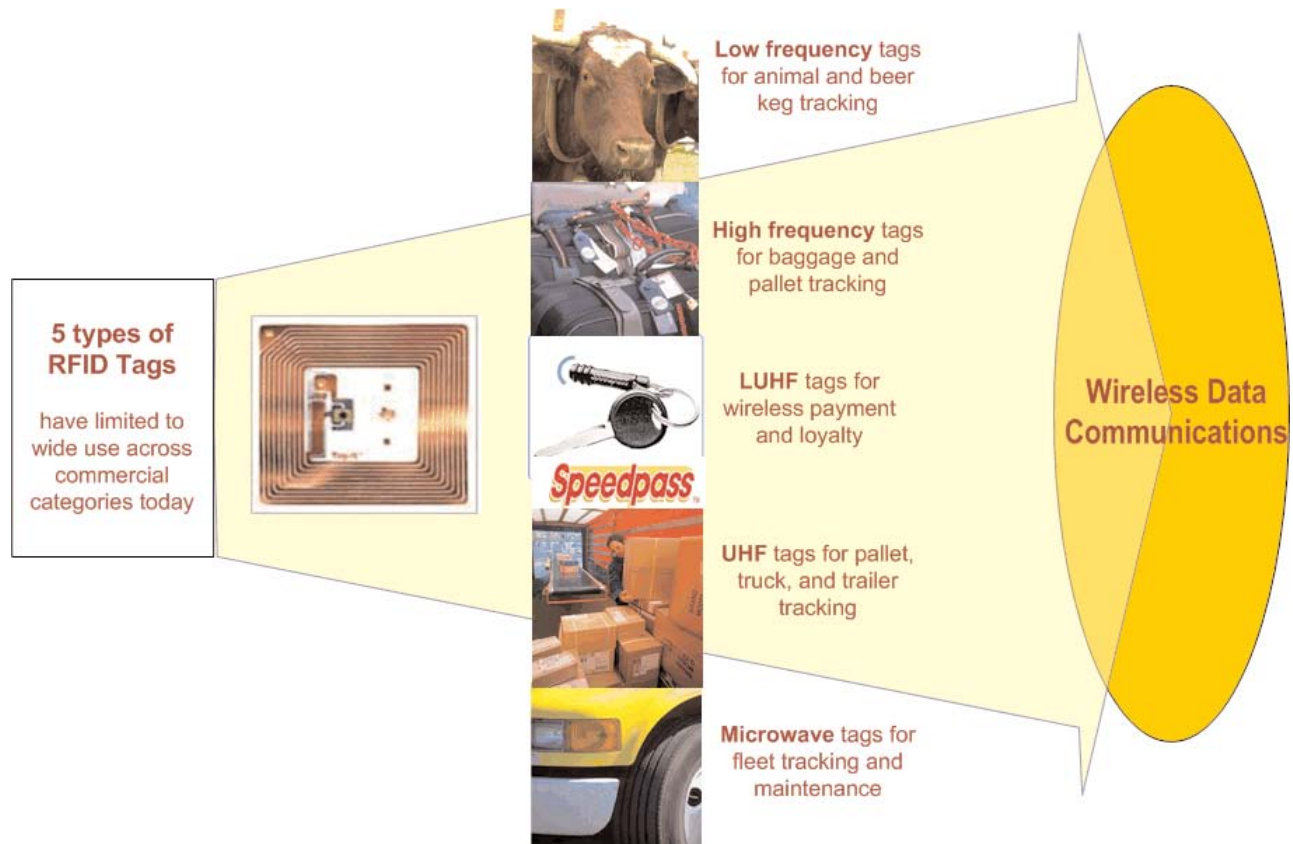 5 types of
RFID Tags
have limited to
wide use across
commercial
categories today
Low frequency tags
for animal and beer
keg tracking
High frequency tags
for baggage and
pallet tracking
LUHF tags for
wireless payment
and loyalty
Speedpass
TM
UHF tags for pallet,
truck, and trailer
tracking
Microwave tags for
fleet tracking and
maintenance
Wireless Data
Communications